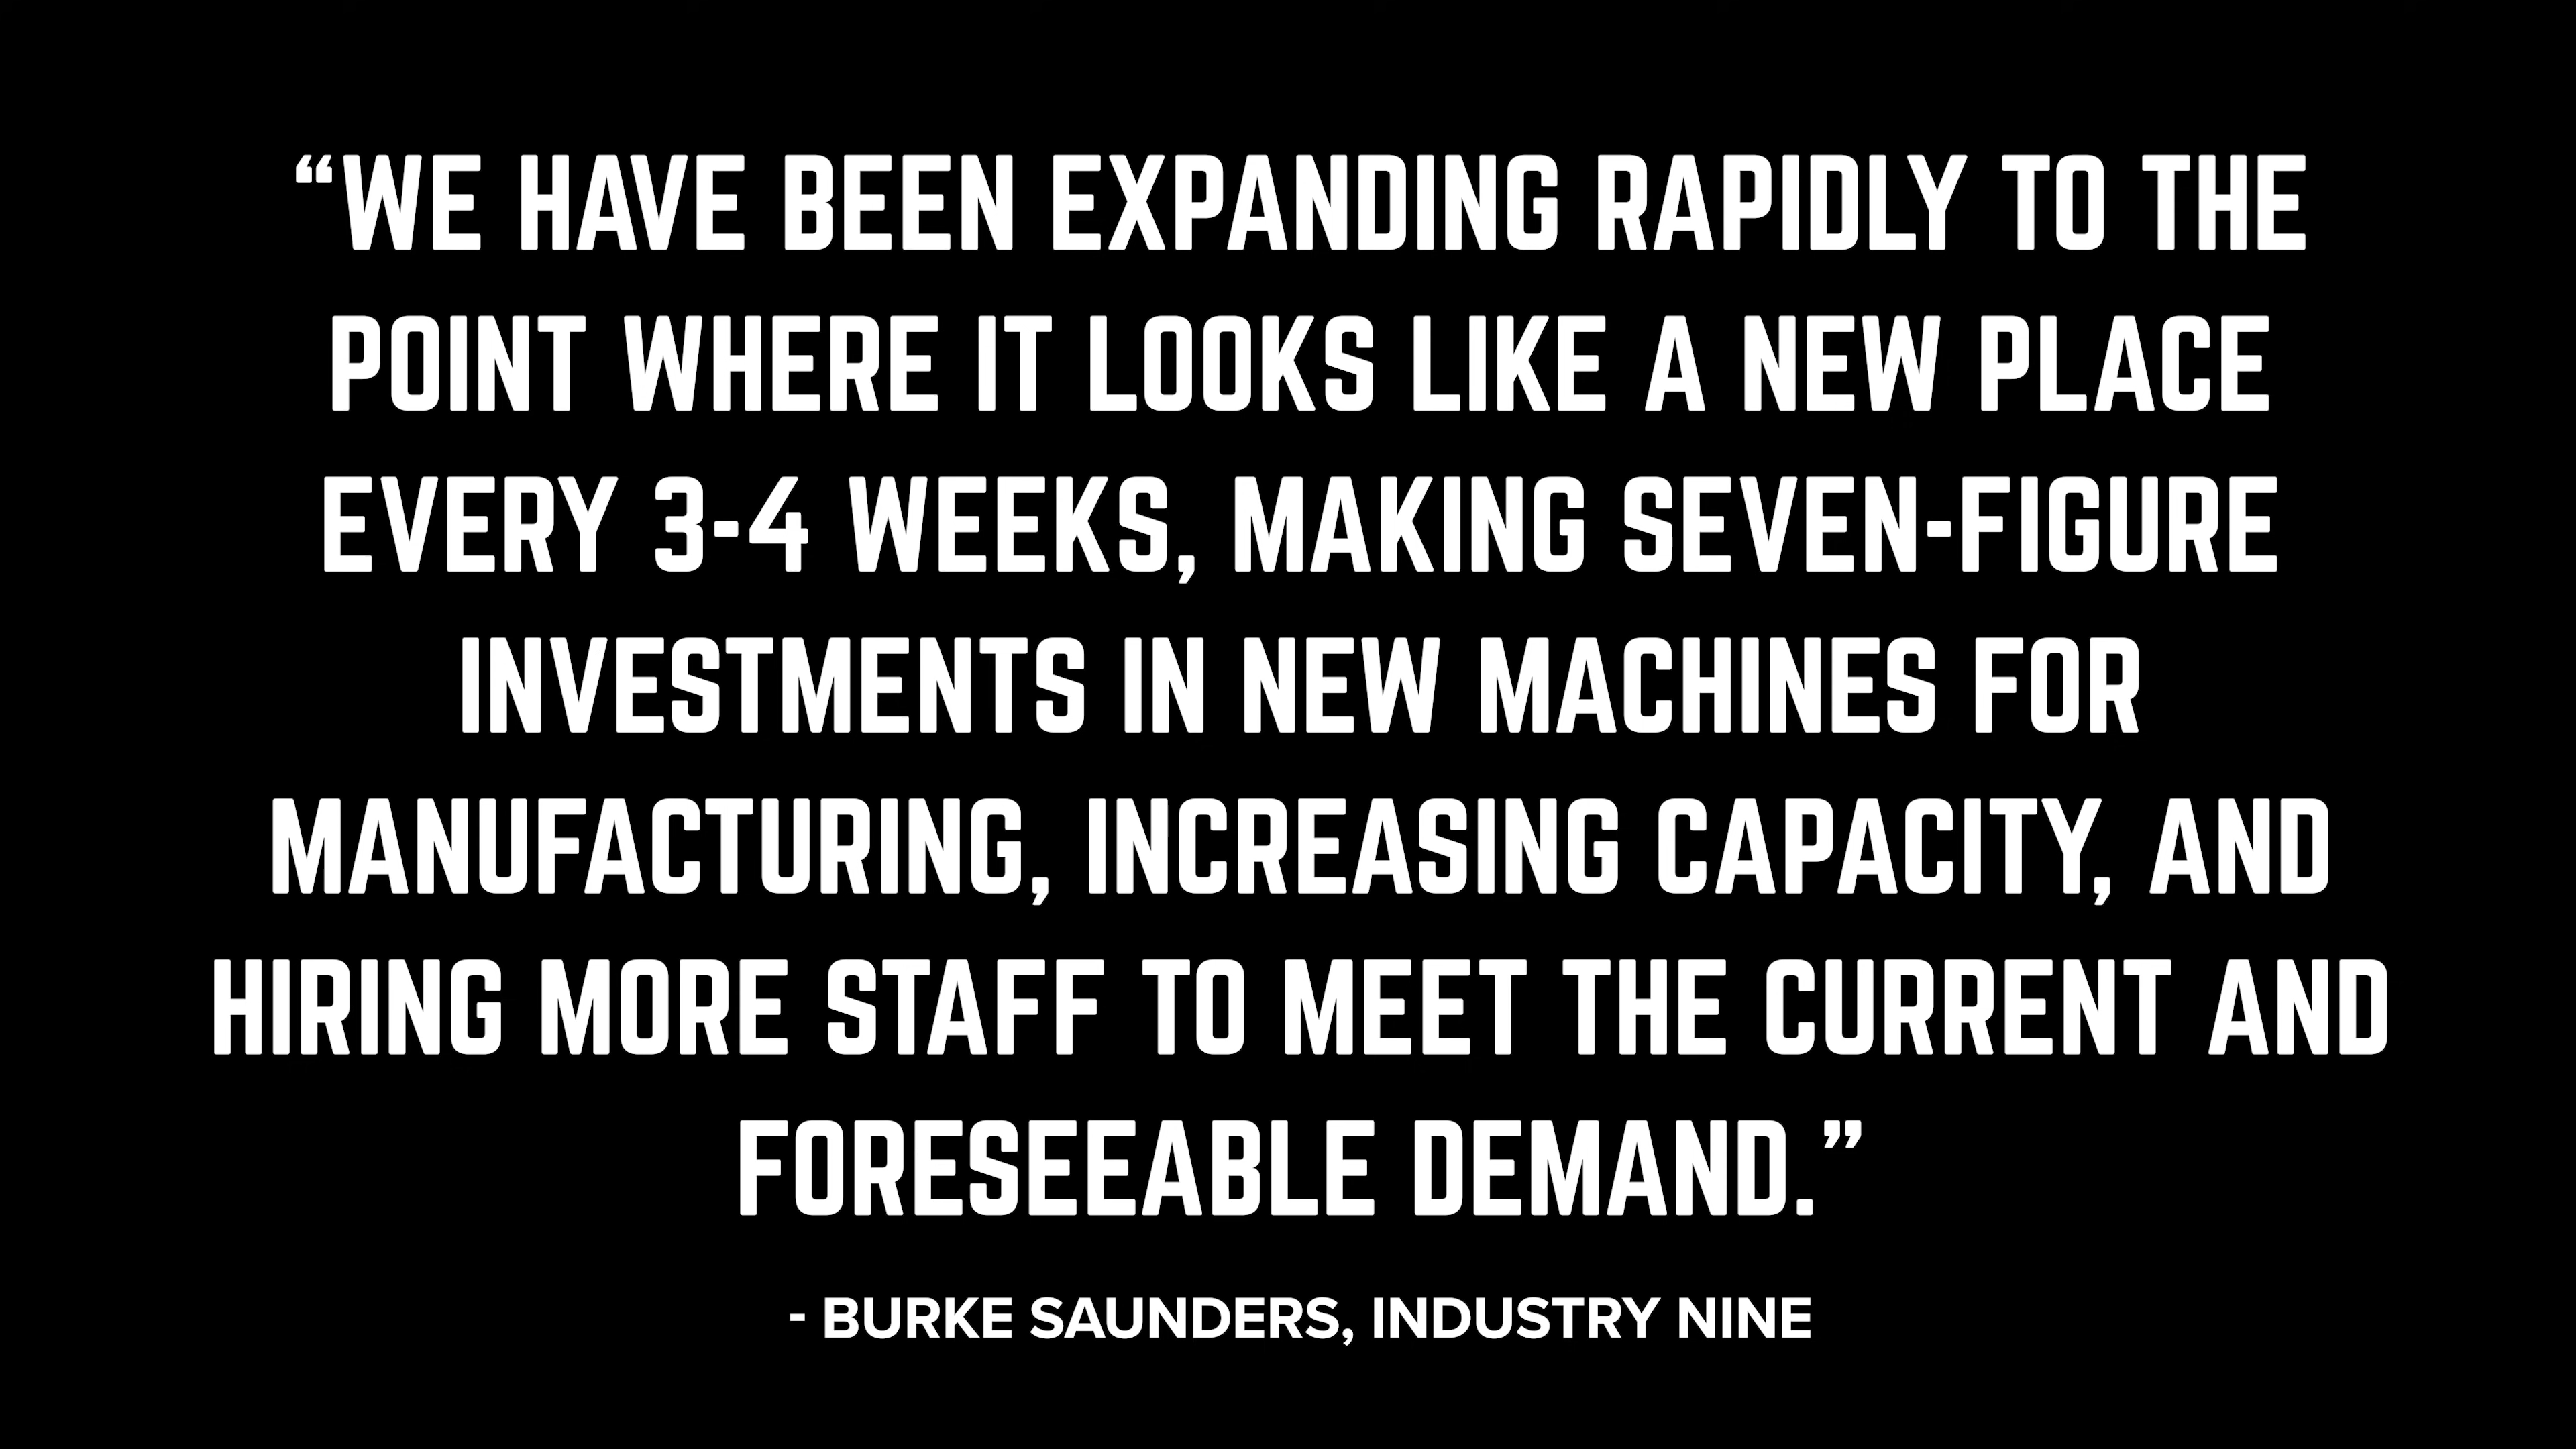 “WE HAVE BEEN EXPANDING RAPIDLY TO THE
POINT WHERE IT LOOKS LIKE A NEW PLACE
EVERY 3-4 WEEKS, MAKING SEVEN-FIGURE
INVESTMENTS IN NEW MACHINES FOR
MANUFACTURING, INCREASING CAPACITY, AND
HIRING MORE STAFF TO MEET THE CURRENT AND
FORESEEABLE DEMAND.”
- BURKE SAUNDERS, INDUSTRY NINE